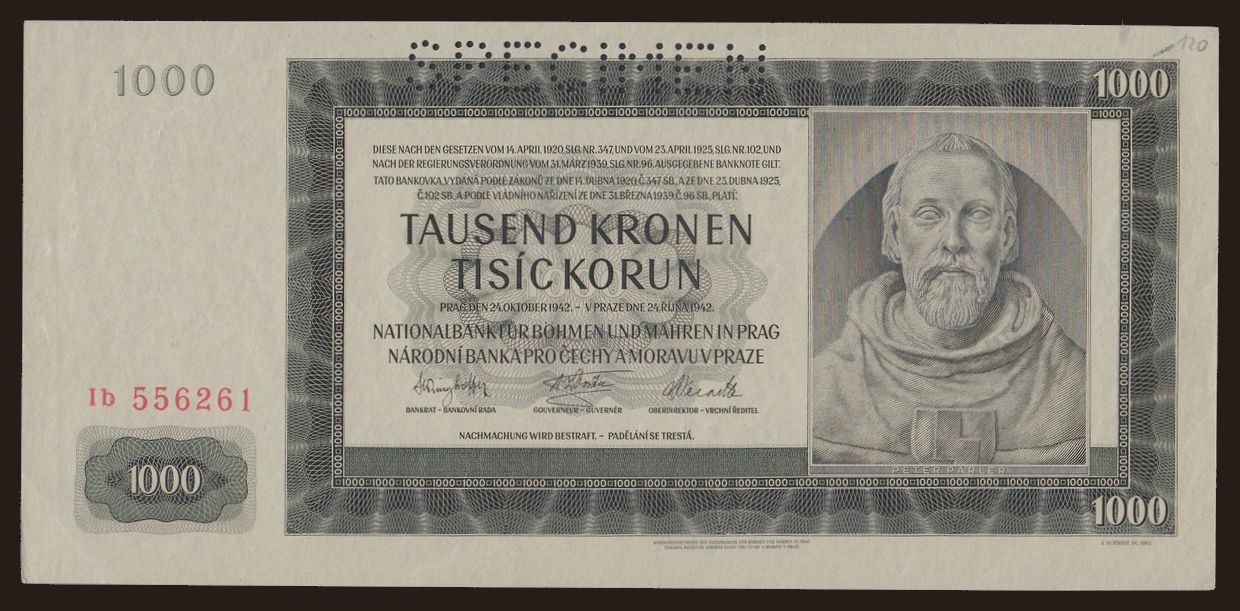 SPECIMEN
120
1000
1000
DIESE NACH DEN GESETZEN VOM 14. APRIL 1920, SLG. NR. 347, UND VOM 23. APRIL 1925, SLG. NR. 102, UND
NACH DER REGIERUNGSVERORDNUNG VOM 31. MÄRZ 1939, SLG. NR. 96, AUSGEGEBENE BANKNOTE GILT.
TATO BANKOVKA, VYDANÁ PODLE ZÁKONŮ ZE DNE 14. DUBNA 1920, Č. 347 SB. A ZE DNE 23. DUBNA 1925,
Č. 102 SB. A PODLE VLÁDNÍHO NAŘÍZENÍ ZE DNE 31. BŘEZNA 1939, Č. 96 SB., PLATÍ:
TAUSEND KRONEN
TISÍC KORUN
PRAG, DEN 24. OKTOBER 1942. – V PRAZE DNE 24. ŘÍJNA 1942.
NATIONALBANK FÜR BÖHMEN UND MÄHREN IN PRAG
NÁRODNÍ BANKA PRO ČECHY A MORAVU V PRAZE
BANKRAT – BANKOVNÍ RADA GOUVERNEUR – GUVERNÉR OBERDIREKTOR – VRCHNÍ ŘEDITEL
NACHMACHUNG WIRD BESTRAFT. – PADĚLÁNÍ SE TRESTÁ.
Ib 556261
1000
PETER PARLER
1000